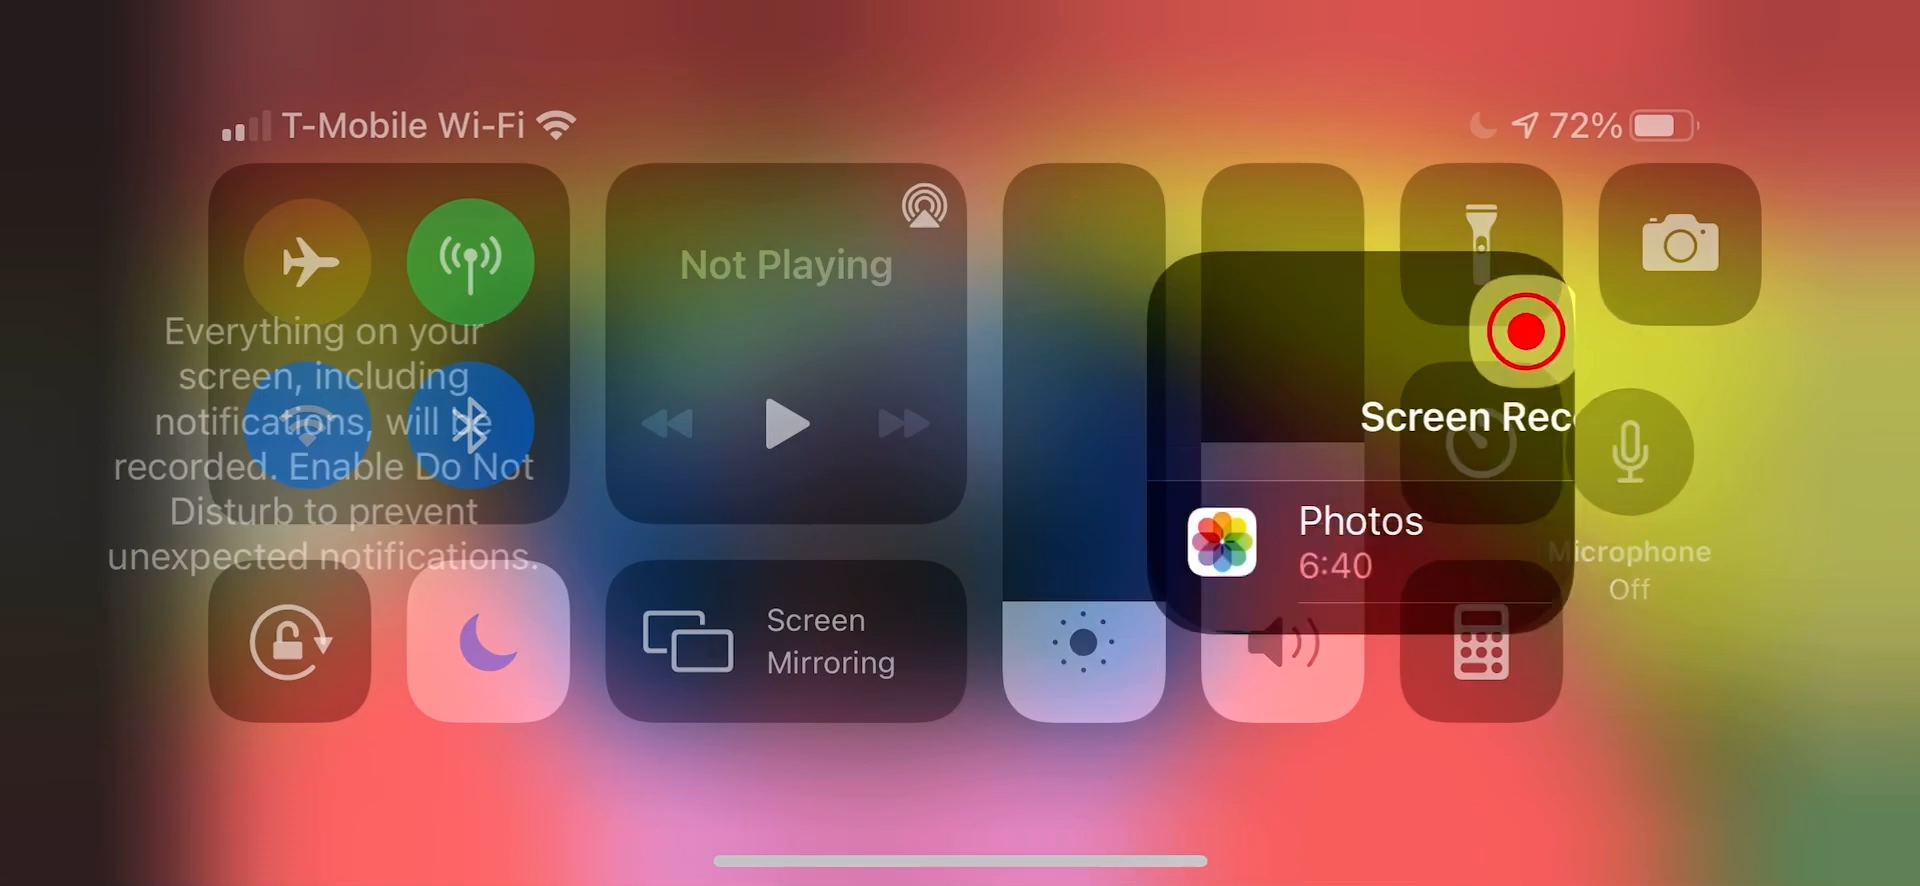 T-Mobile Wi-Fi
72%
Not Playing
Everything on your
screen, including
notifications, will be
recorded. Enable Do Not
Disturb to prevent
unexpected notifications.
Screen Rec
Photos
6:40
Microphone
Off
Screen
Mirroring